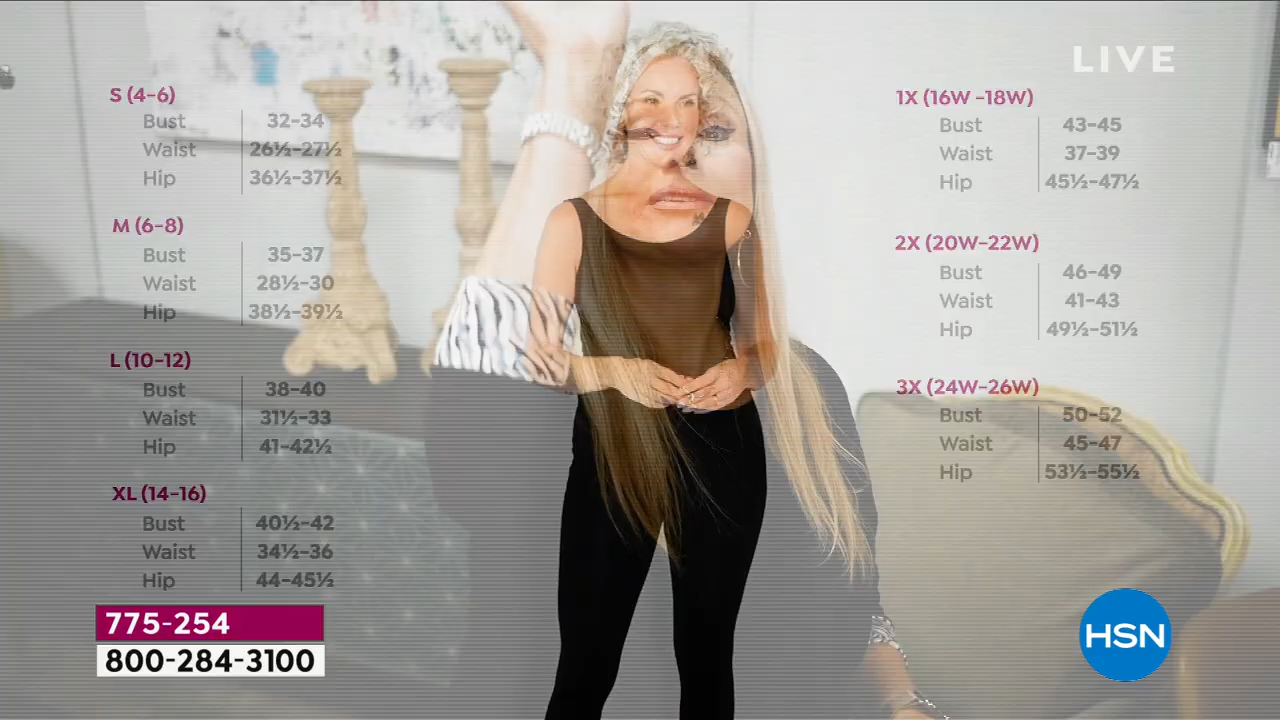 LIVE
S (4-6)
Bust 32-34
Waist 26½-27½
Hip 36½-37½
M (6-8)
Bust 35-37
Waist 28½-30
Hip 38½-39½
L (10-12)
Bust 38-40
Waist 31½-33
Hip 41-42½
XL (14-16)
Bust 40½-42
Waist 34½-36
Hip 44-45½
1X (16W -18W)
Bust 43-45
Waist 37-39
Hip 45½-47½
2X (20W-22W)
Bust 46-49
Waist 41-43
Hip 49½-51½
3X (24W-26W)
Bust 50-52
Waist 45-47
Hip 53½-55½
775-254
800-284-3100
HSN